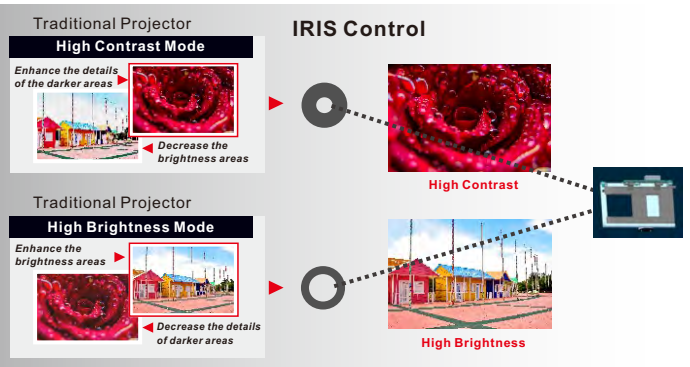 Traditional Projector
High Contrast Mode
Enhance the details
of the darker areas
Decrease the
brightness areas
IRIS Control
High Contrast
Traditional Projector
High Brightness Mode
Enhance the
brightness areas
Decrease the details
of darker areas
High Brightness